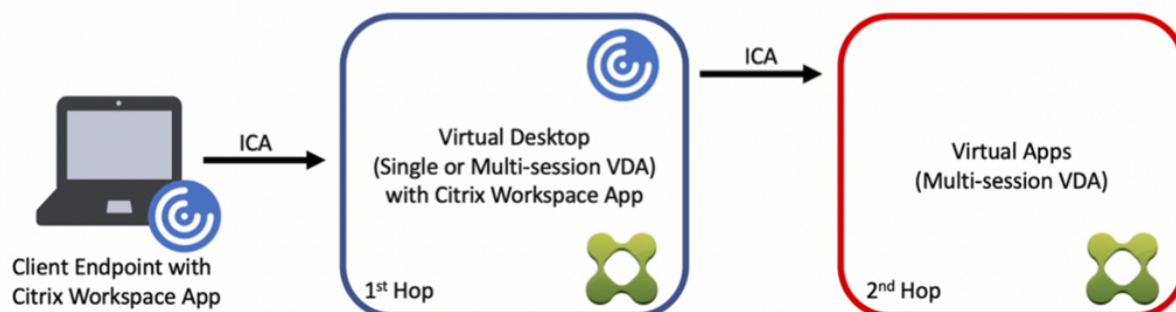 Client Endpoint with
Citrix Workspace App
ICA
Virtual Desktop
(Single or Multi-session VDA)
with Citrix Workspace App
1st Hop
ICA
Virtual Apps
(Multi-session VDA)
2nd Hop